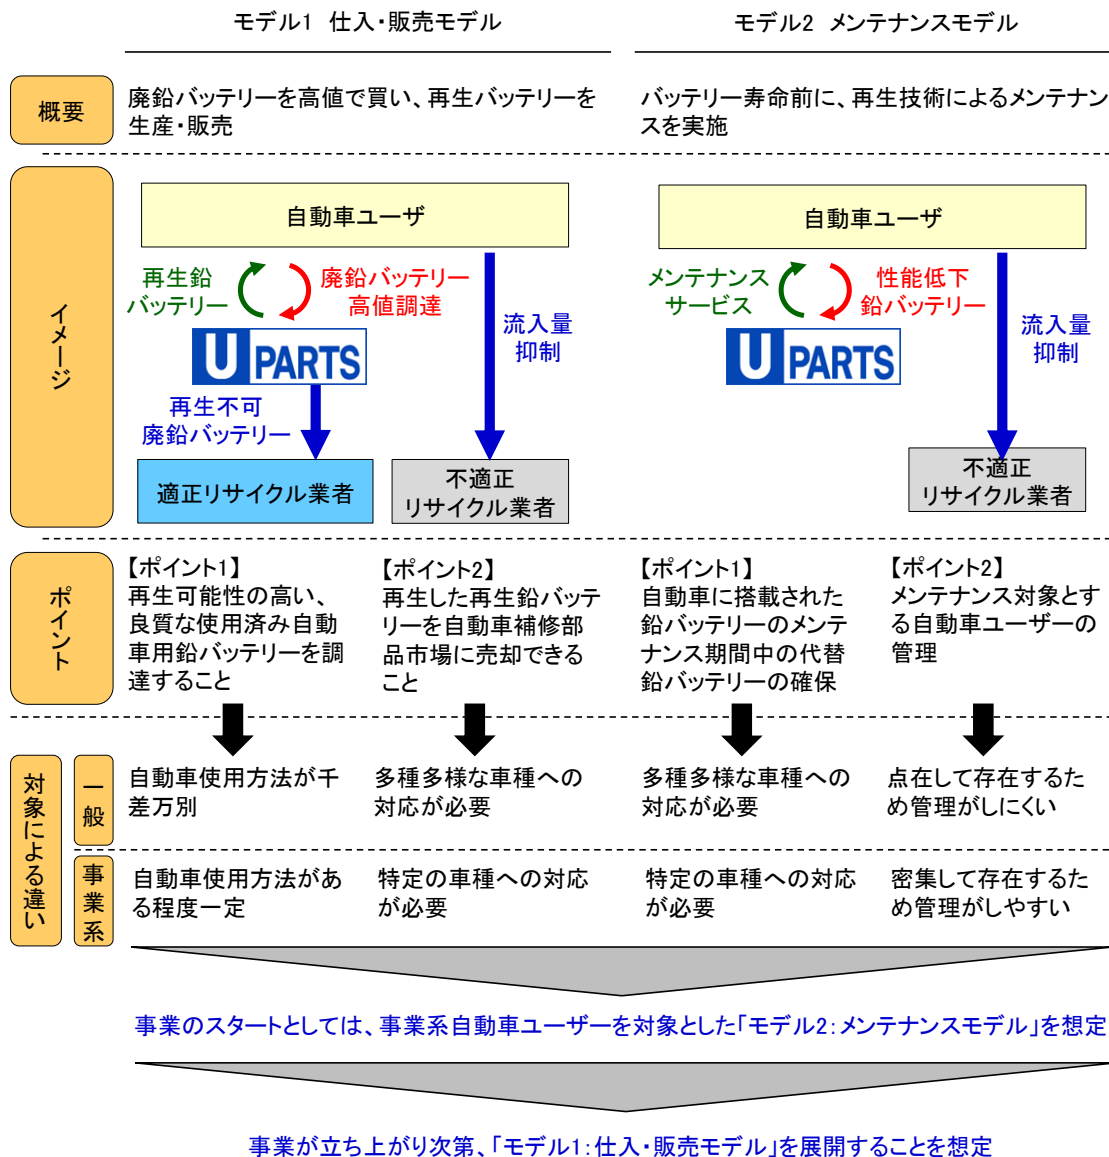 モデル1 仕入・販売モデル
モデル2 メンテナンスモデル
概要
廃鉛バッテリーを高値で買い、再生バッテリーを
生産・販売
バッテリー寿命前に、再生技術によるメンテナン
スを実施
イメージ
自動車ユーザ
再生鉛
バッテリー
廃鉛バッテリー
高値調達
流入量
抑制
U PARTS
再生不可
廃鉛バッテリー
適正リサイクル業者
不適正
リサイクル業者
自動車ユーザ
メンテナンス
サービス
性能低下
鉛バッテリー
流入量
抑制
U PARTS
不適正
リサイクル業者
ポイント
【ポイント1】
再生可能性の高い、
良質な使用済み自動
車用鉛バッテリーを調
達すること
【ポイント2】
再生した再生鉛バッテ
リーを自動車補修部
品市場に売却できる
こと
【ポイント1】
自動車に搭載された
鉛バッテリーのメンテ
ナンス期間中の代替
鉛バッテリーの確保
【ポイント2】
メンテナンス対象とす
る自動車ユーザーの
管理
対象による違い
一般
自動車使用方法が千
差万別
多種多様な車種への
対応が必要
多種多様な車種への
対応が必要
点在して存在するた
め管理がしにくい
事業系
自動車使用方法があ
る程度一定
特定の車種への対応
が必要
特定の車種への対応
が必要
密集して存在するた
め管理がしやすい
事業のスタートとしては、事業系自動車ユーザーを対象とした「モデル2:メンテナンスモデル」を想定
事業が立ち上がり次第、「モデル1:仕入・販売モデル」を展開することを想定